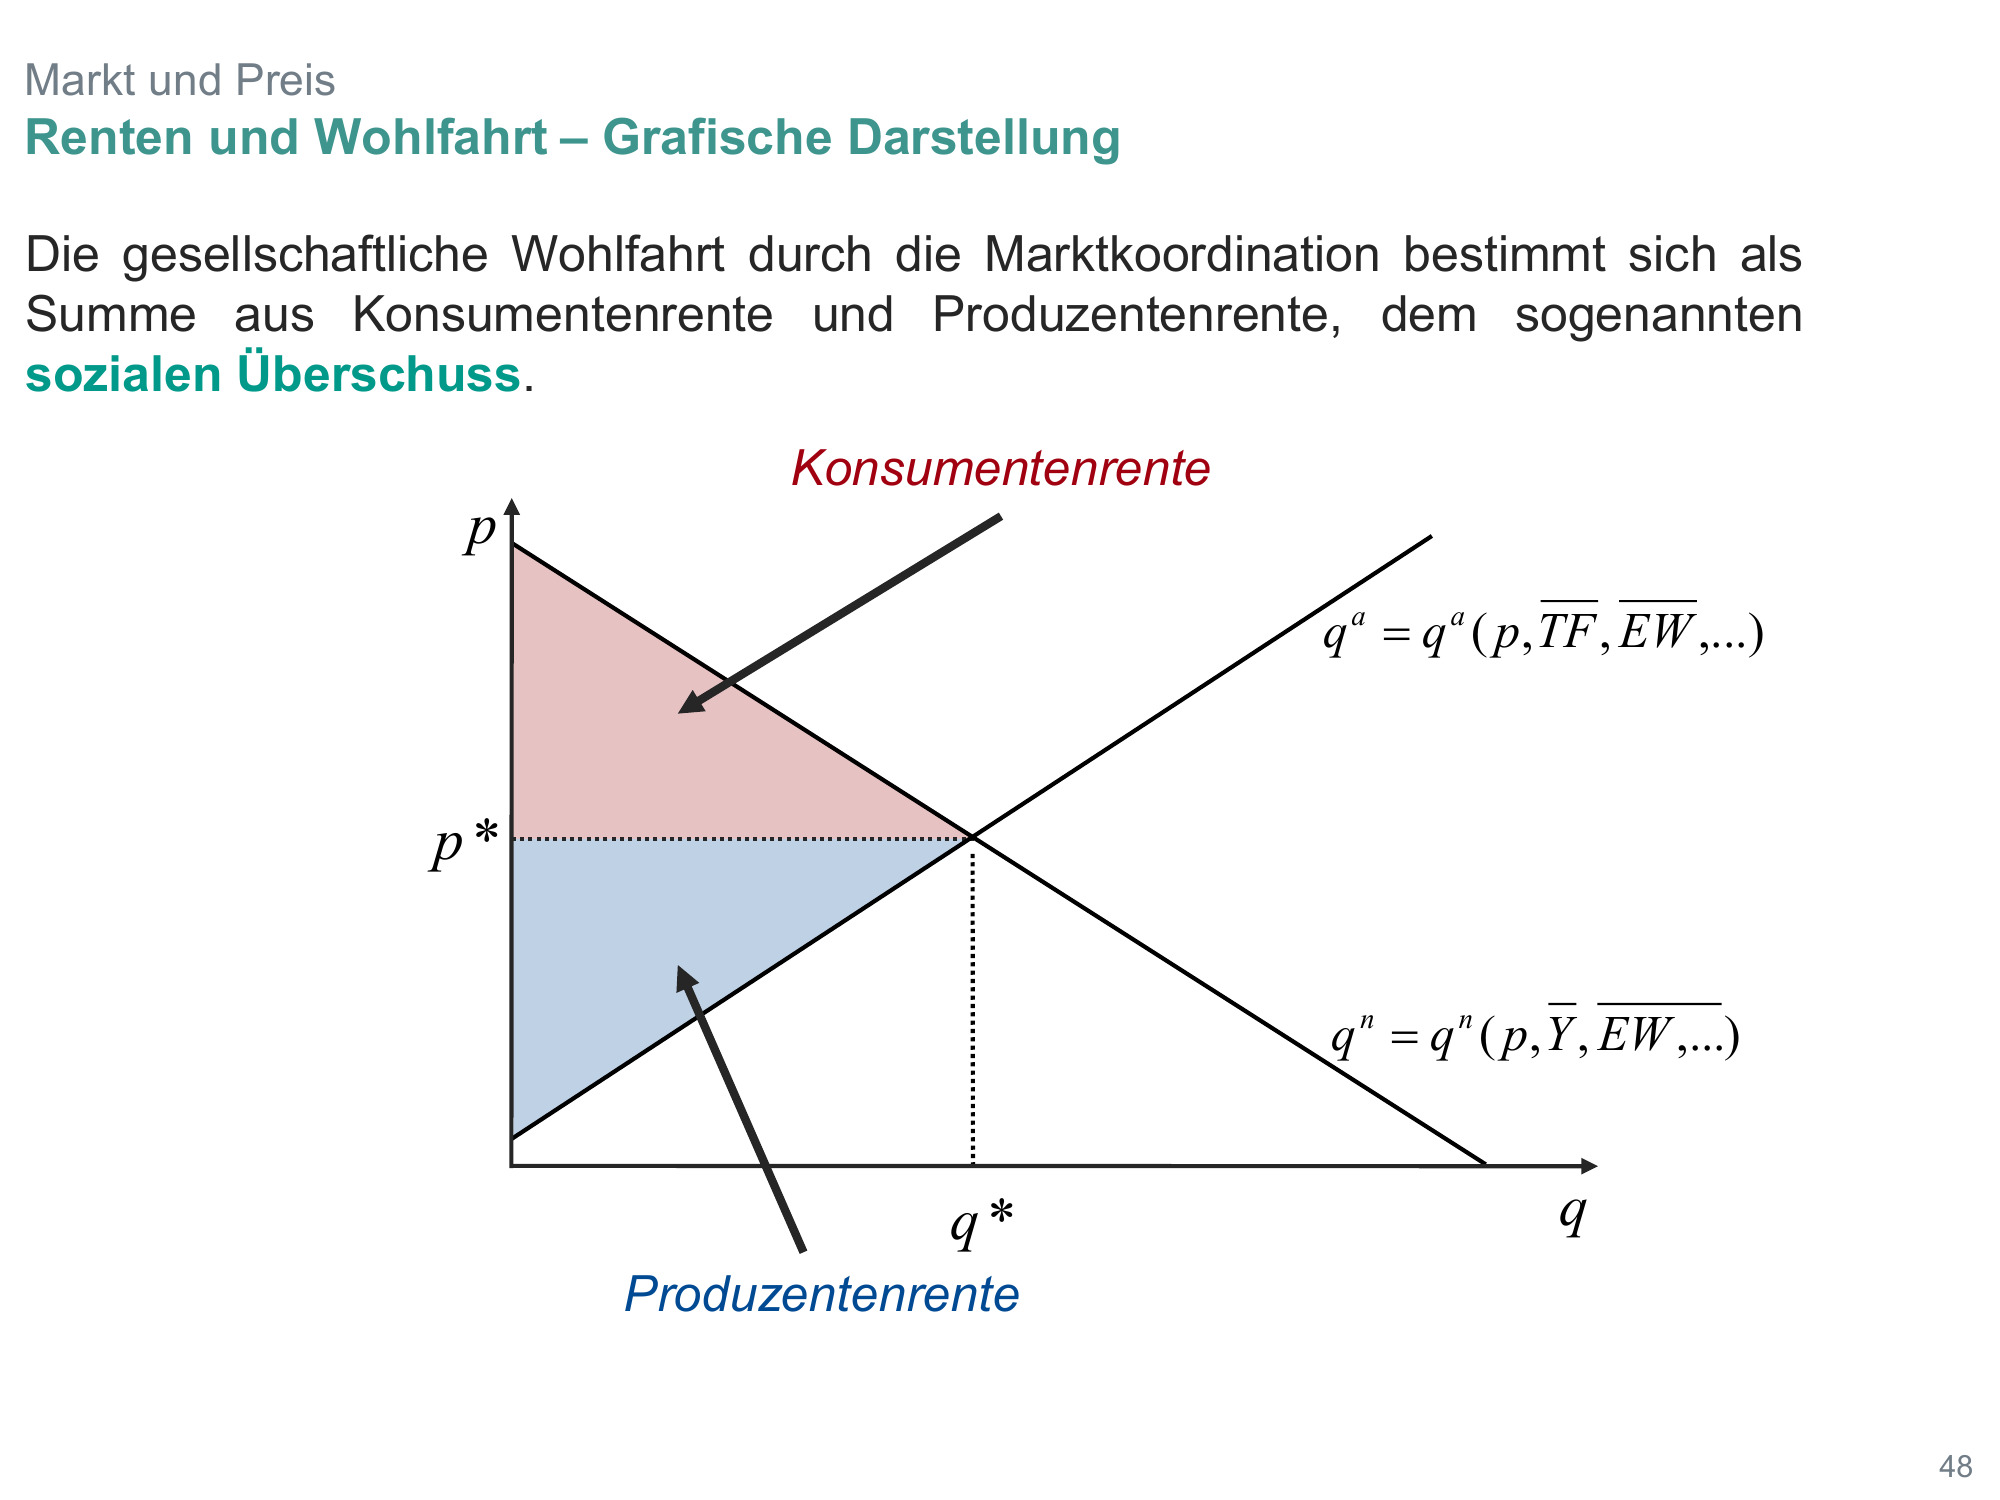 Markt und Preis
Renten und Wohlfahrt – Grafische Darstellung
Die gesellschaftliche Wohlfahrt durch die Marktkoordination bestimmt sich als
Summe aus Konsumentenrente und Produzentenrente, dem sogenannten
sozialen Überschuss.
Konsumentenrente
p
q^a = q^a(p, \overline{TF}, \overline{EW},...)
p*
q^n = q^n(p, \overline{Y}, \overline{EW,...})
q*
q
Produzentenrente
48